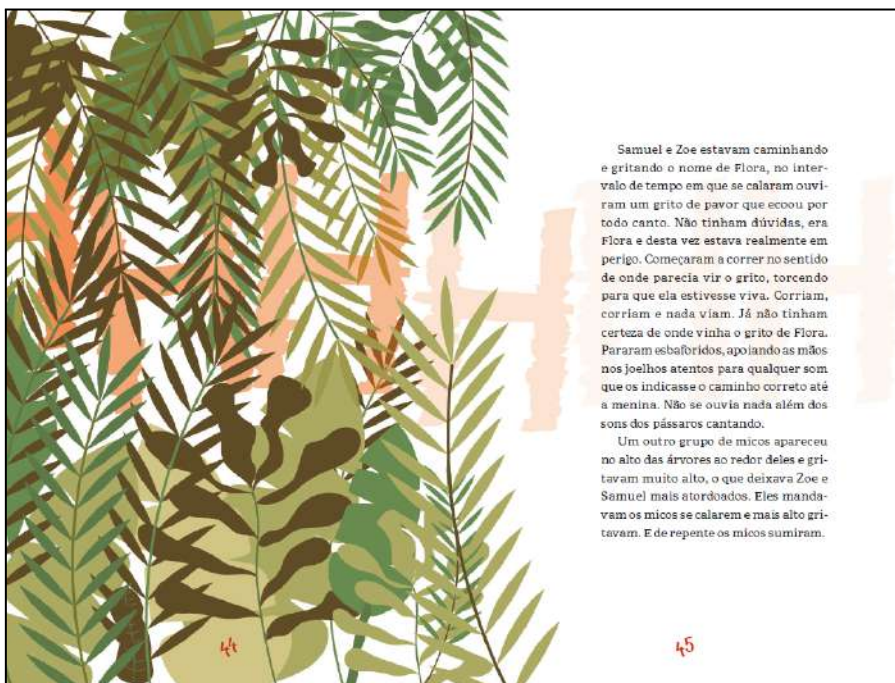 HHHHH
Samuel e Zoe estavam caminhando
e gritando o nome de Flora, no inter-
valo de tempo em que se calaram ouvi-
ram um grito de pavor que ecoou por
todo canto. Não tinham dúvidas, era
Flora e desta vez estava realmente em
perigo. Começaram a correr no sentido
de onde parecia vir o grito, torcendo
para que ela estivesse viva. Corriam,
corriam e nada viam. Já não tinham
certeza de onde vinha o grito de Flora.
Pararam esbaforidos, apoiando as mãos
nos joelhos atentos para qualquer som
que os indicasse o caminho correto até
a menina. Não se ouvia nada além dos
sons dos pássaros cantando.
Um outro grupo de micos apareceu
no alto das árvores ao redor deles e gri-
tavam muito alto, o que deixava Zoe e
Samuel mais atordoados. Eles manda-
vam os micos se calarem e mais alto gri-
tavam. E de repente os micos sumiram.
44
45